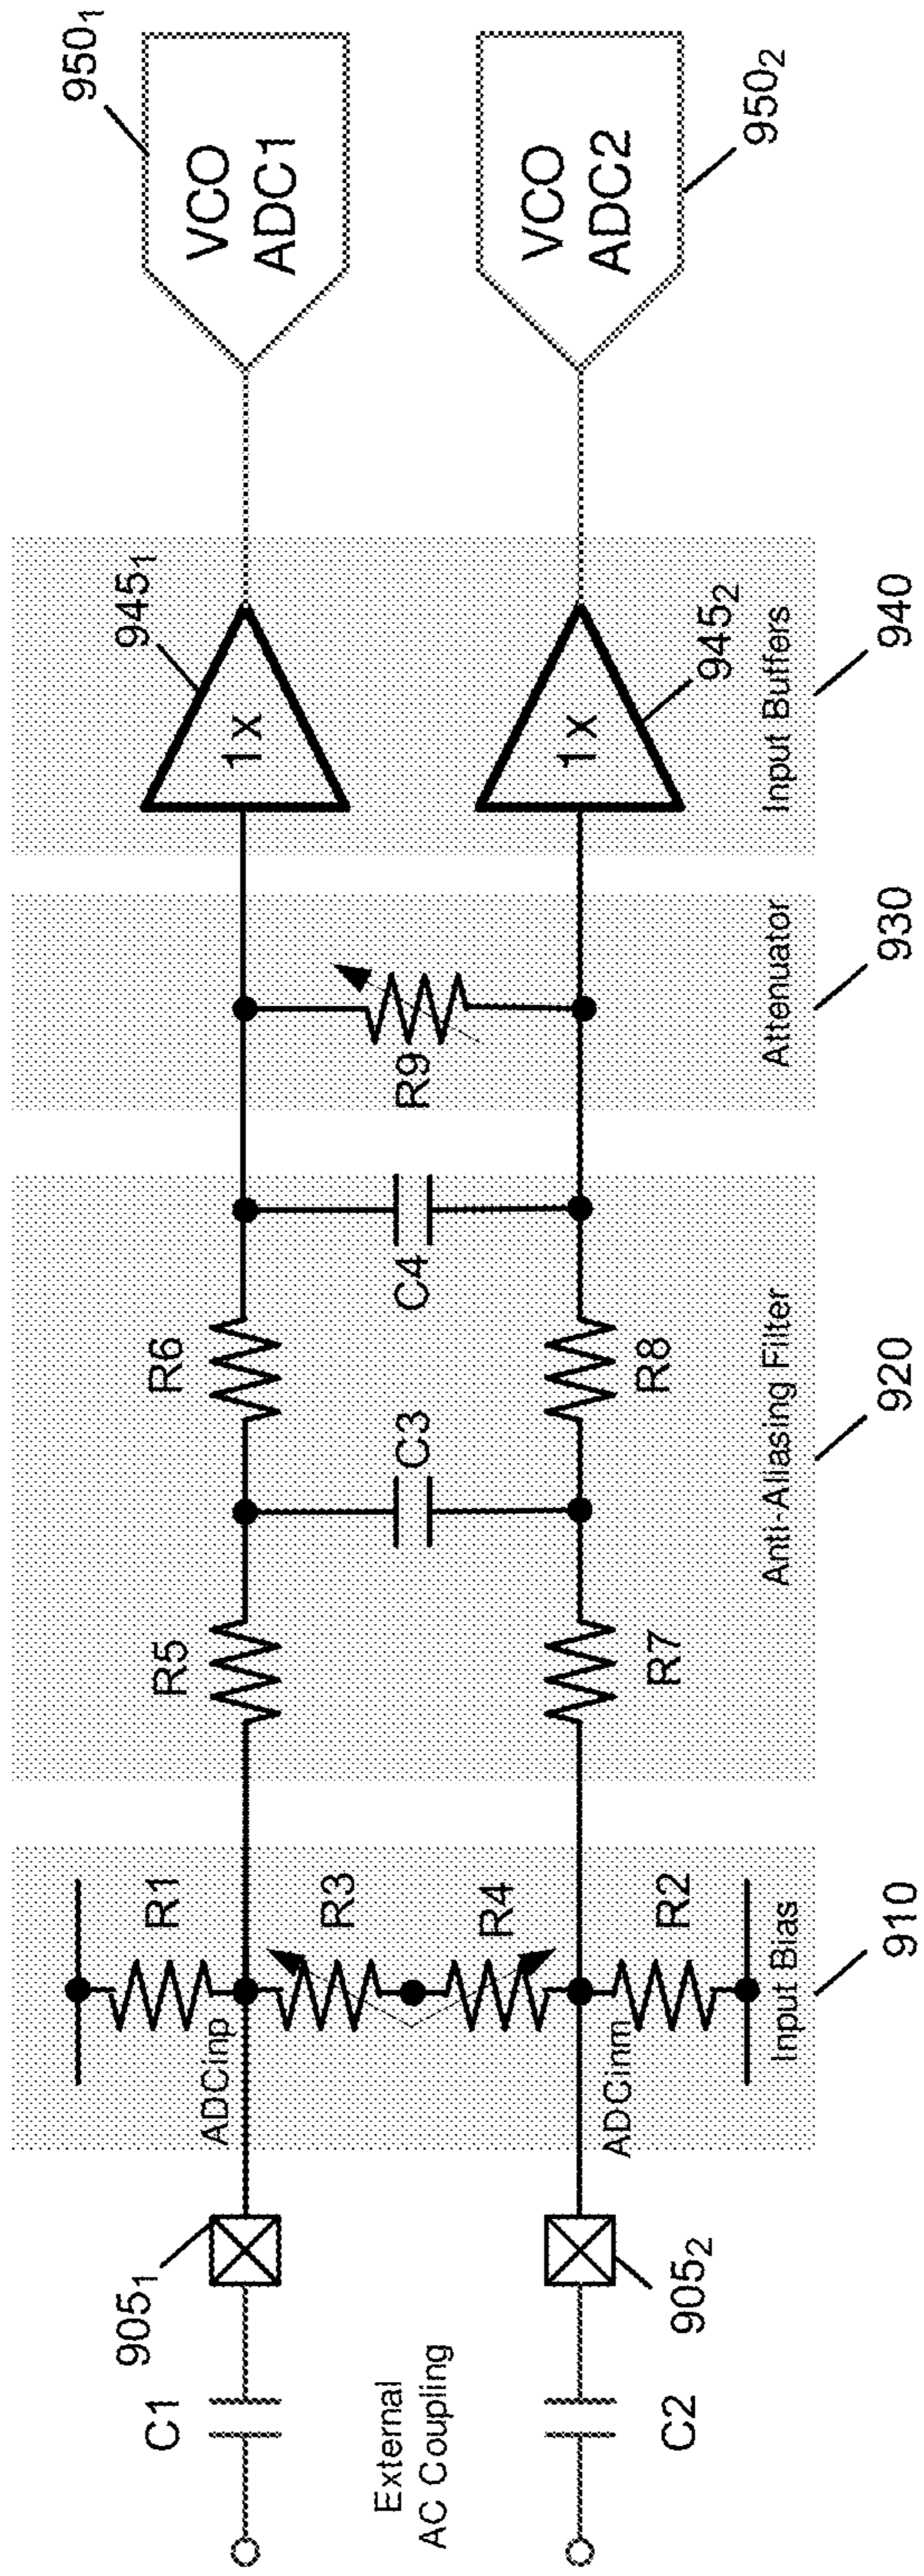 C1
External
AC Coupling
C2
905₁
905₂
ADCinp
R1
R3
R4
ADCinm
R2
Input Bias
910
R5
R6
C3
C4
R7
R8
Anti-Aliasing Filter
920
R9
Attenuator
930
1x
945₁
1x
945₂
Input Buffers
940
VCO
ADC1
950₁
VCO
ADC2
950₂